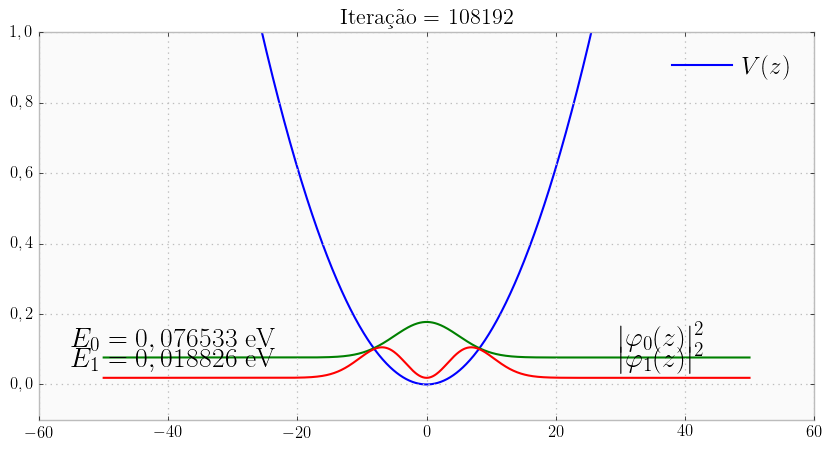 Iteração = 108192
1,0
0,8
0,6
0,4
0,2
0,0
V(z)
E₀ = 0,076533 eV
E₁ = 0,018826 eV
|φ₀(z)|²
|φ₁(z)|²
−60 −40 −20 0 20 40 60